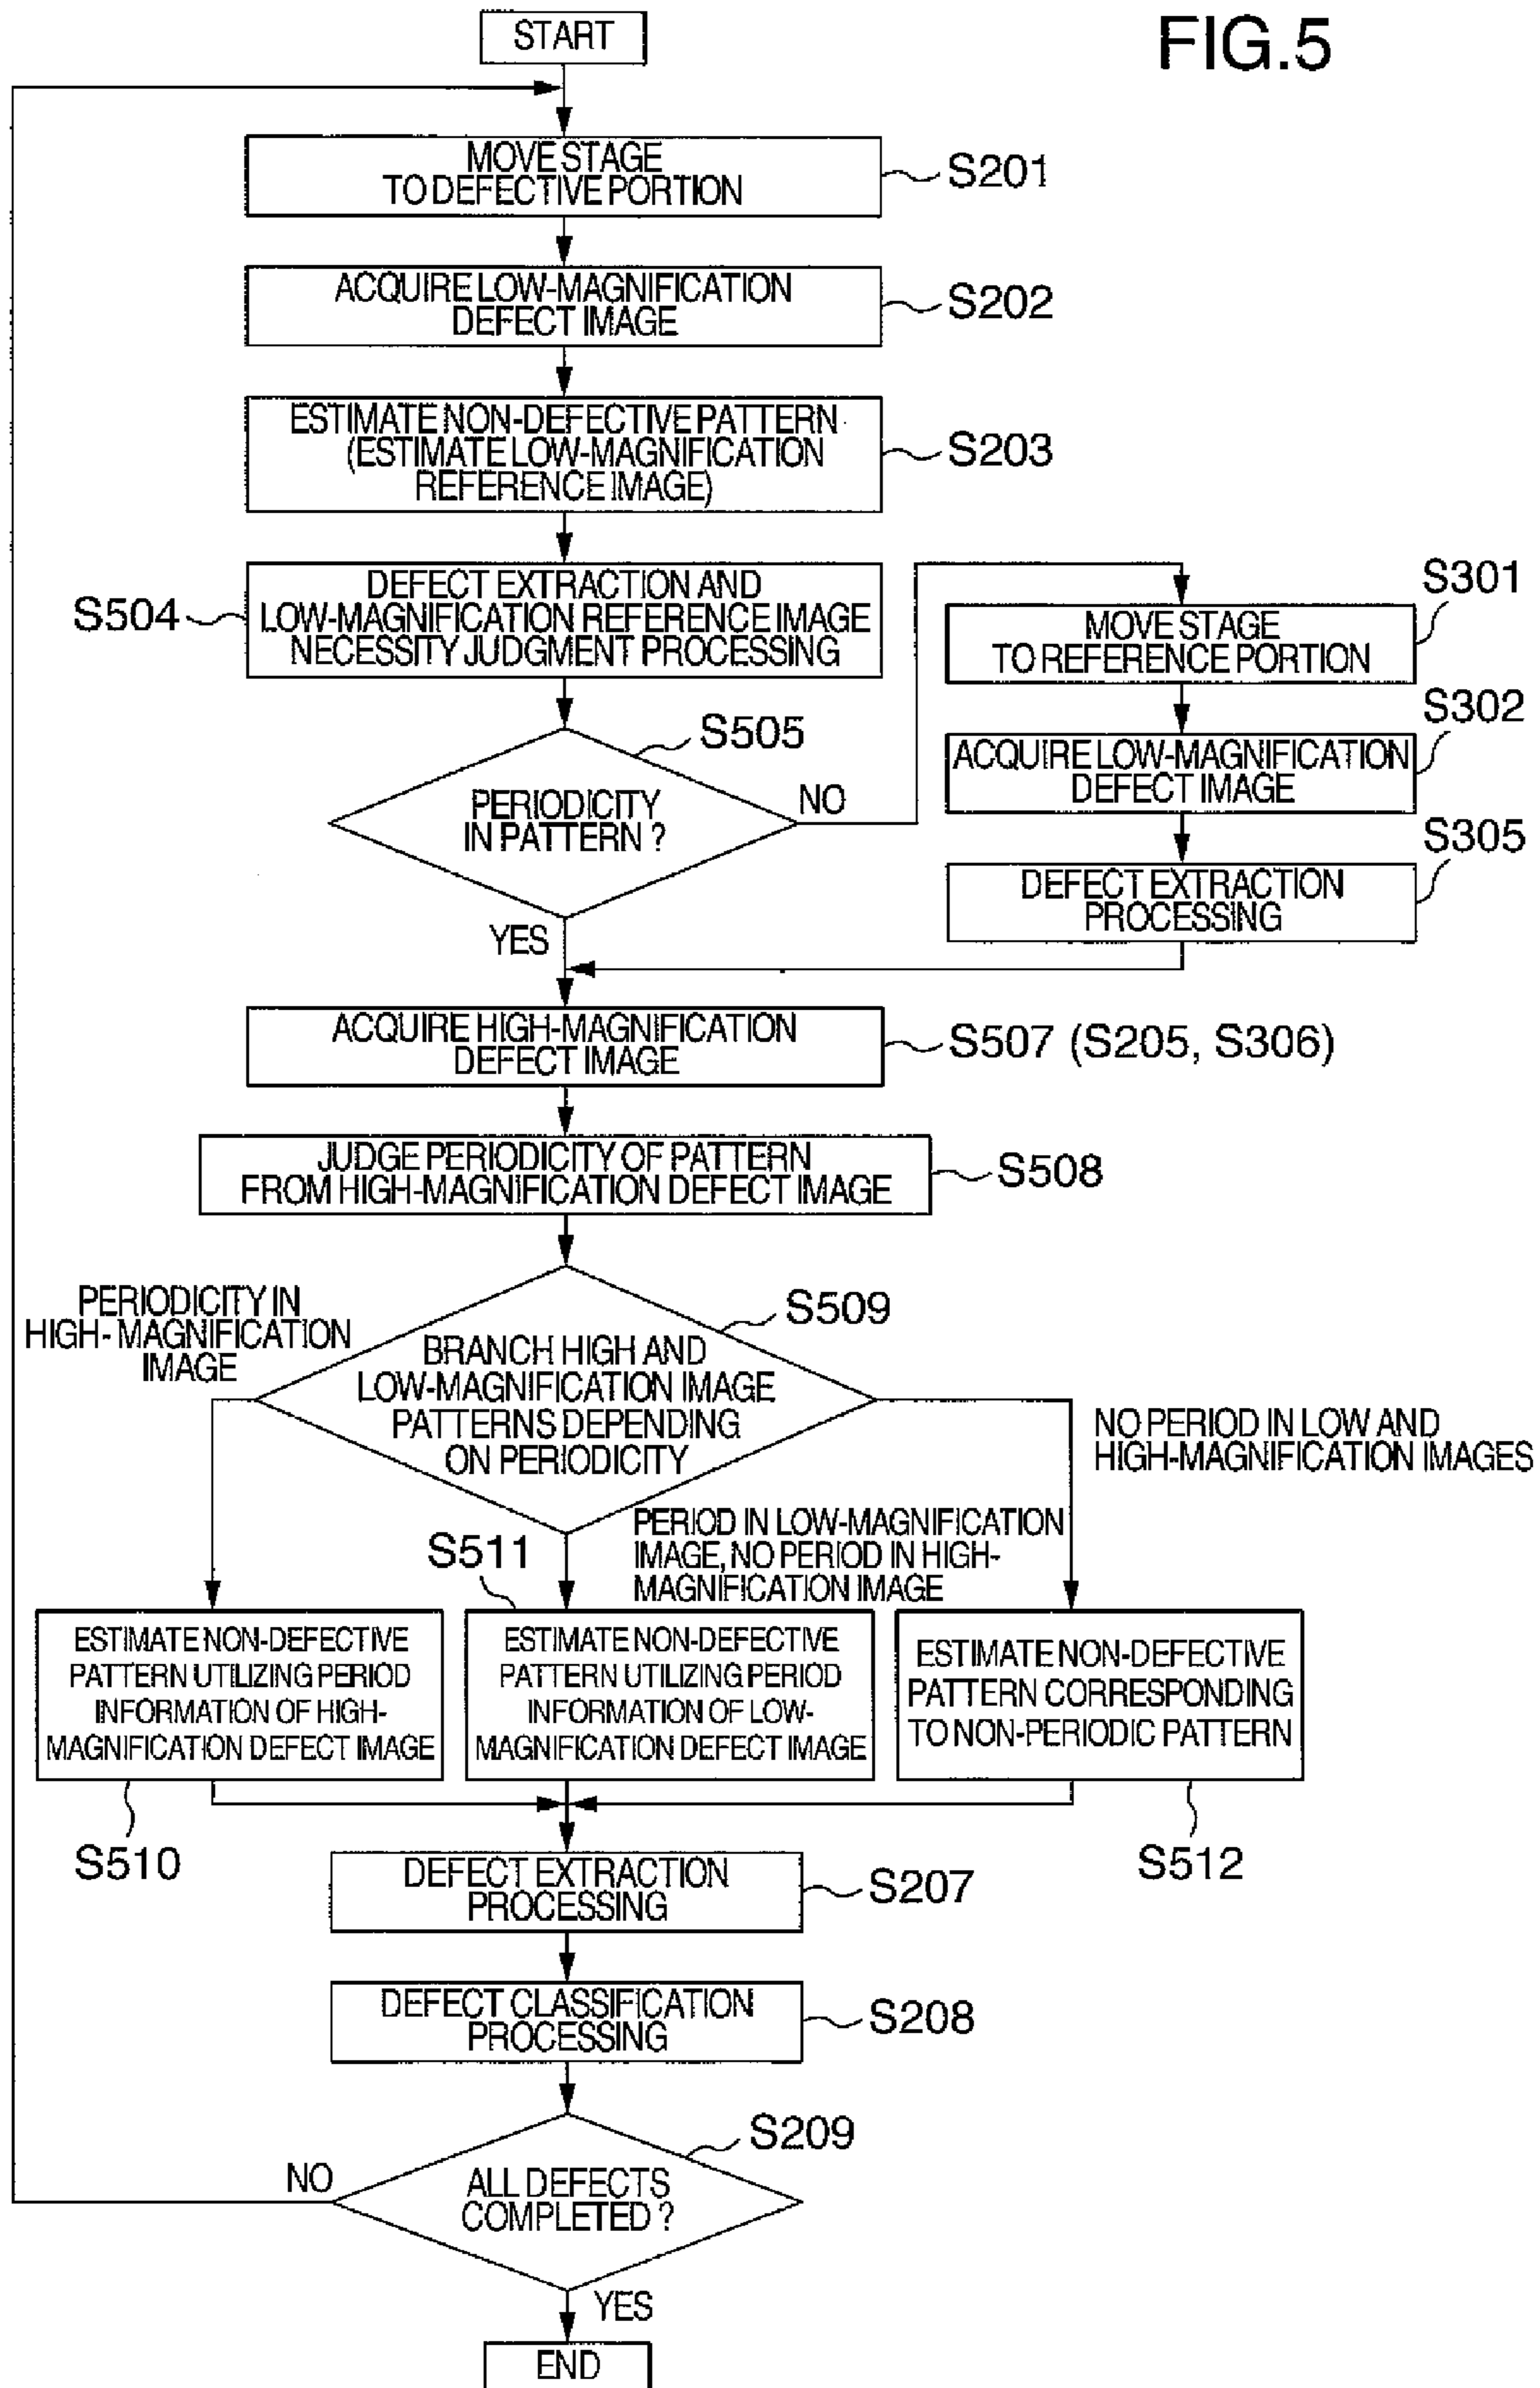 FIG.5
START
MOVE STAGE
TO DEFECTIVE PORTION
S201
ACQUIRE LOW-MAGNIFICATION
DEFECT IMAGE
S202
ESTIMATE NON-DEFECTIVE PATTERN
(ESTIMATE LOW-MAGNIFICATION
REFERENCE IMAGE)
S203
DEFECT EXTRACTION AND
LOW-MAGNIFICATION REFERENCE IMAGE
NECESSITY JUDGMENT PROCESSING
S504
S505
PERIODICITY
IN PATTERN ?
NO
YES
S301
MOVE STAGE
TO REFERENCE PORTION
S302
ACQUIRE LOW-MAGNIFICATION
DEFECT IMAGE
S305
DEFECT EXTRACTION
PROCESSING
ACQUIRE HIGH-MAGNIFICATION
DEFECT IMAGE
S507 (S205, S306)
JUDGE PERIODICITY OF PATTERN
FROM HIGH-MAGNIFICATION DEFECT IMAGE
S508
S509
BRANCH HIGH AND
LOW-MAGNIFICATION IMAGE
PATTERNS DEPENDING
ON PERIODICITY
PERIODICITY IN
HIGH- MAGNIFICATION
IMAGE
PERIOD IN LOW-MAGNIFICATION
IMAGE, NO PERIOD IN HIGH-
MAGNIFICATION IMAGE
NO PERIOD IN LOW AND
HIGH-MAGNIFICATION IMAGES
ESTIMATE NON-DEFECTIVE
PATTERN UTILIZING PERIOD
INFORMATION OF HIGH-
MAGNIFICATION DEFECT IMAGE
S510
S511
ESTIMATE NON-DEFECTIVE
PATTERN UTILIZING PERIOD
INFORMATION OF LOW-
MAGNIFICATION DEFECT IMAGE
ESTIMATE NON-DEFECTIVE
PATTERN CORRESPONDING
TO NON-PERIODIC PATTERN
S512
DEFECT EXTRACTION
PROCESSING
S207
DEFECT CLASSIFICATION
PROCESSING
S208
S209
ALL DEFECTS
COMPLETED ?
NO
YES
END